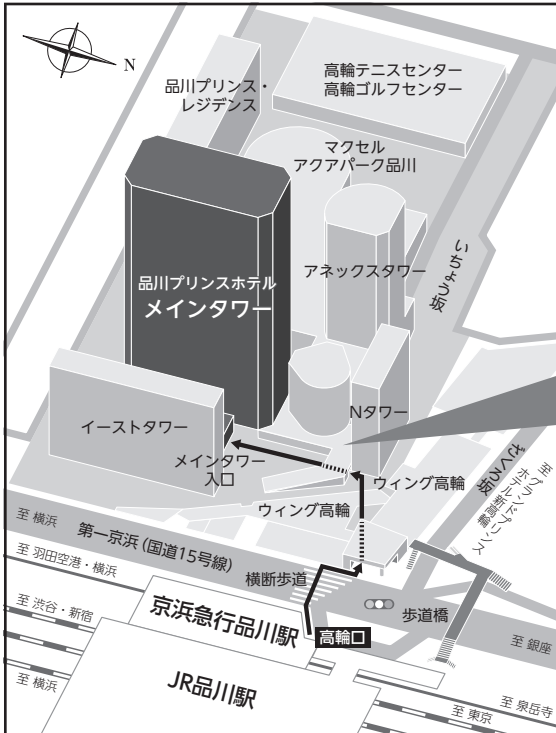 N
品川プリンス・
レジデンス
高輪テニスセンター
高輪ゴルフセンター
マクセル
アクアパーク品川
いちょう坂
アネックスタワー
品川プリンスホテル
メインタワー
イーストタワー
Nタワー
メインタワー
入口
ウィング高輪
ウィング高輪
ざくろ坂
至 グランドプリンス
ホテル新高輪
至 横浜
第一京浜 (国道15号線)
至 羽田空港・横浜
横断歩道
歩道橋
至 渋谷・新宿
京浜急行品川駅
高輪口
至 銀座
至 横浜
JR品川駅
至 泉岳寺
至 東京